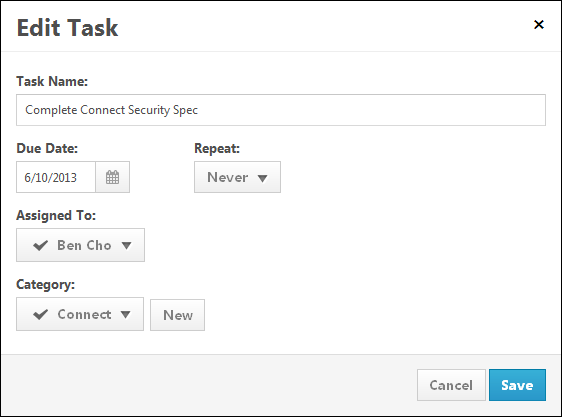 Edit Task
Task Name:
Complete Connect Security Spec
Due Date: Repeat:
6/10/2013 Never
Assigned To:
Ben Cho
Category:
Connect New
Cancel Save